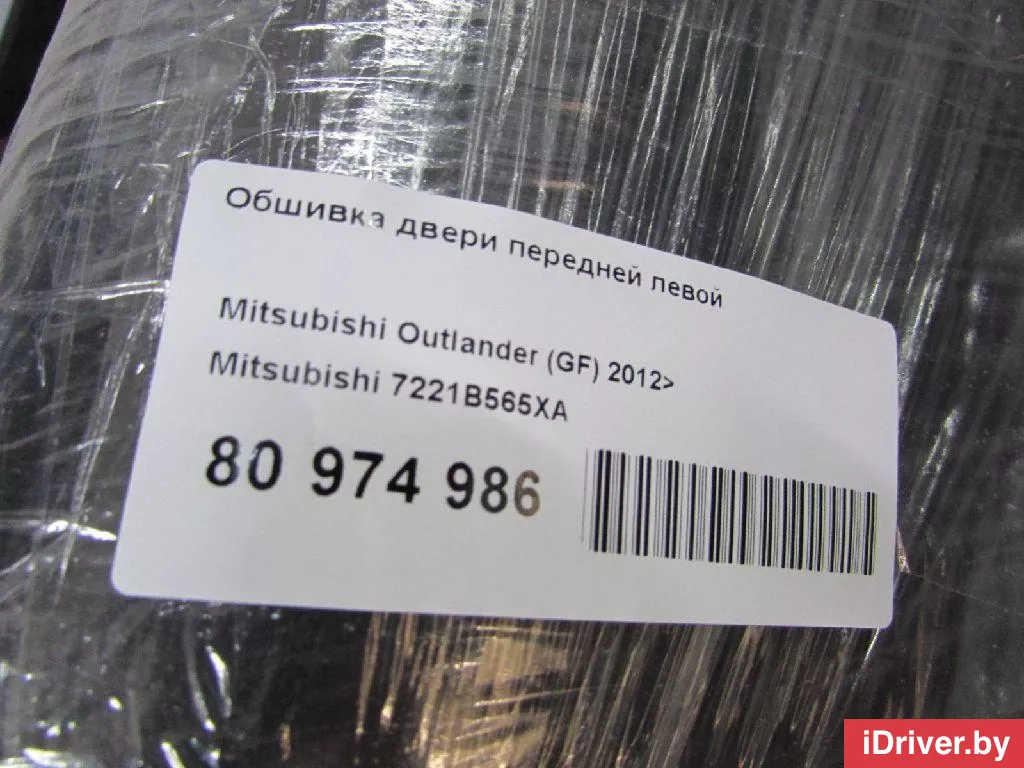 Обшивка двери передней левой
Mitsubishi Outlander (GF) 2012>
Mitsubishi 7221B565XA
80 974 986
iDriver.by